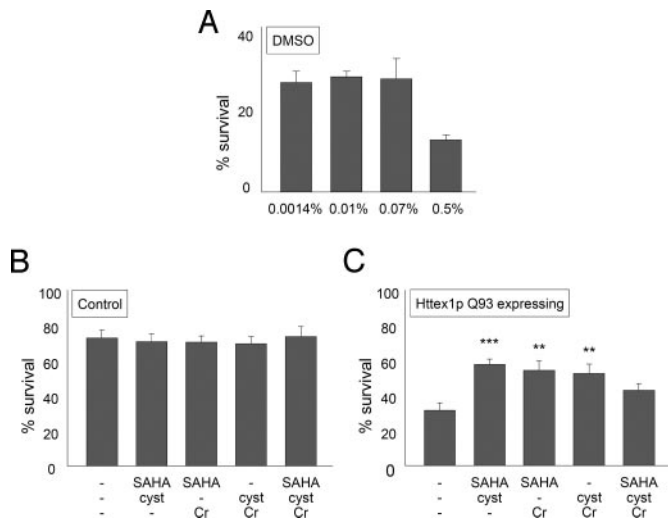 A
DMSO
40
20
0
% survival
0.0014% 0.01% 0.07% 0.5%
B
Control
100
80
60
40
20
0
% survival
- SAHA SAHA - SAHA
- cyst - cyst cyst
- - Cr Cr Cr
C
Httex1p Q93 expressing
100
80
60
40
20
0
% survival
*** ** **
- SAHA SAHA - SAHA
- cyst - cyst cyst
- - Cr Cr Cr